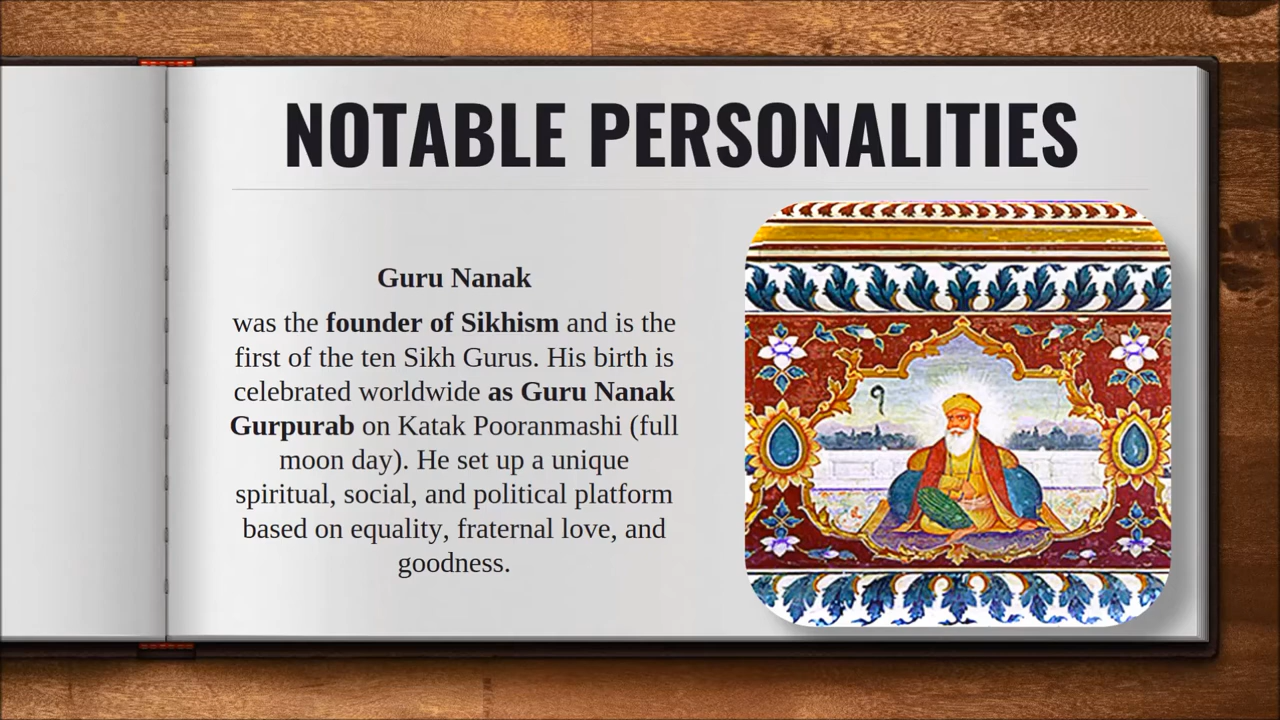 NOTABLE PERSONALITIES
Guru Nanak
was the founder of Sikhism and is the
first of the ten Sikh Gurus. His birth is
celebrated worldwide as Guru Nanak
Gurpurab on Katak Pooranmashi (full
moon day). He set up a unique
spiritual, social, and political platform
based on equality, fraternal love, and
goodness.
੧